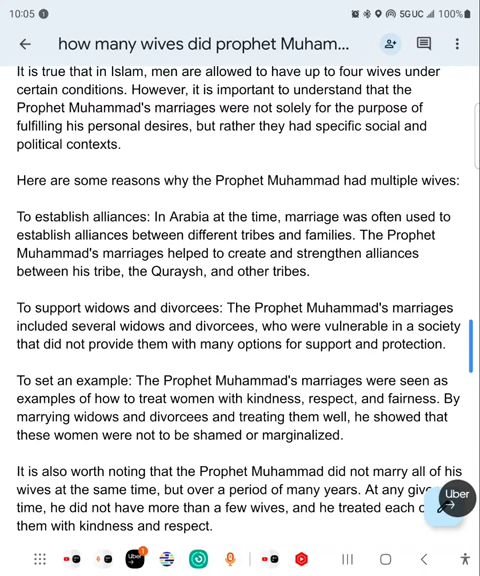 10:05
5GUC 100%
how many wives did prophet Muham...
It is true that in Islam, men are allowed to have up to four wives under
certain conditions. However, it is important to understand that the
Prophet Muhammad's marriages were not solely for the purpose of
fulfilling his personal desires, but rather they had specific social and
political contexts.
Here are some reasons why the Prophet Muhammad had multiple wives:
To establish alliances: In Arabia at the time, marriage was often used to
establish alliances between different tribes and families. The Prophet
Muhammad's marriages helped to create and strengthen alliances
between his tribe, the Quraysh, and other tribes.
To support widows and divorcees: The Prophet Muhammad's marriages
included several widows and divorcees, who were vulnerable in a society
that did not provide them with many options for support and protection.
To set an example: The Prophet Muhammad's marriages were seen as
examples of how to treat women with kindness, respect, and fairness. By
marrying widows and divorcees and treating them well, he showed that
these women were not to be shamed or marginalized.
It is also worth noting that the Prophet Muhammad did not marry all of his
wives at the same time, but over a period of many years. At any
time, he did not have more than a few wives, and he treated each
them with kindness and respect.
Uber
Uber